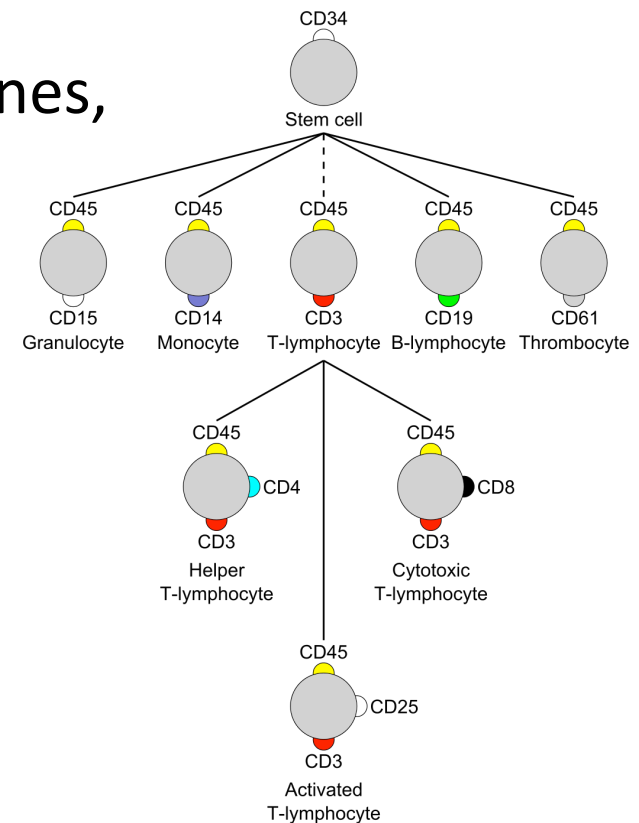 CD34
nes,
Stem cell
CD45 CD45 CD45 CD45 CD45
CD15 CD14 CD3 CD19 CD61
Granulocyte Monocyte T-lymphocyte B-lymphocyte Thrombocyte
CD45 CD45
CD4 CD8
CD3 CD3
Helper Cytotoxic
T-lymphocyte T-lymphocyte
CD45
CD25
CD3
Activated
T-lymphocyte